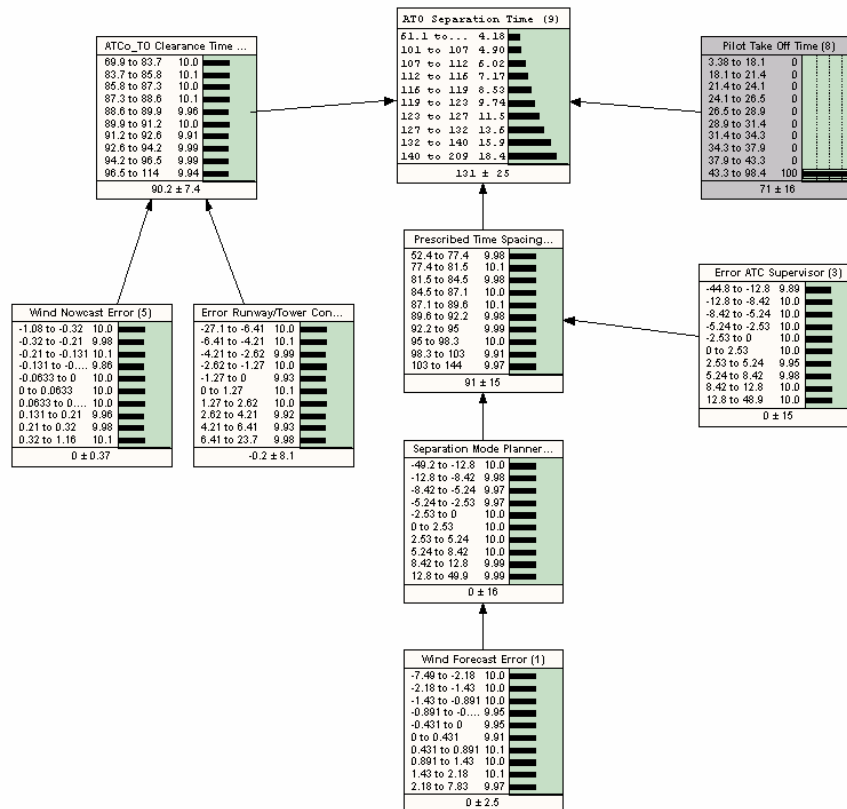 ATCo_TO Clearance Time ...
69.9 to 83.7 10.0
83.7 to 85.8 10.1
85.8 to 87.3 10.0
87.3 to 88.6 10.1
88.6 to 89.9 9.96
89.9 to 91.2 10.0
91.2 to 92.6 9.91
92.6 to 94.2 9.99
94.2 to 96.5 9.99
96.5 to 114 9.94
90.2 ± 7.4
ATO Separation Time (9)
51.1 to... 4.18
101 to 107 4.90
107 to 112 6.02
112 to 116 7.17
116 to 119 8.53
119 to 123 9.74
123 to 127 11.5
127 to 132 13.6
132 to 140 15.9
140 to 209 18.4
131 ± 25
Pilot Take Off Time (8)
3.38 to 18.1 0
18.1 to 21.4 0
21.4 to 24.1 0
24.1 to 26.5 0
26.5 to 28.9 0
28.9 to 31.4 0
31.4 to 34.3 0
34.3 to 37.9 0
37.9 to 43.3 0
43.3 to 98.4 100
71 ± 16
Prescribed Time Spacing...
52.4 to 77.4 9.98
77.4 to 81.5 10.1
81.5 to 84.5 9.98
84.5 to 87.1 10.0
87.1 to 89.6 10.1
89.6 to 92.2 9.98
92.2 to 95 9.99
95 to 98.3 10.0
98.3 to 103 9.91
103 to 144 9.97
91 ± 15
Error ATC Supervisor (3)
-44.8 to -12.8 9.89
-12.8 to -8.42 10.0
-8.42 to -5.24 10.0
-5.24 to -2.53 10.0
-2.53 to 0 10.0
0 to 2.53 10.0
2.53 to 5.24 9.95
5.24 to 8.42 9.98
8.42 to 12.8 10.0
12.8 to 48.9 10.0
0 ± 15
Wind Nowcast Error (5)
-1.08 to -0.32 10.0
-0.32 to -0.21 9.98
-0.21 to -0.131 10.1
-0.131 to -0.... 9.86
-0.0633 to 0 10.0
0 to 0.0633 10.0
0.0633 to 0.... 10.0
0.131 to 0.21 9.96
0.21 to 0.32 9.98
0.32 to 1.16 10.1
0 ± 0.37
Error Runway/Tower Con...
-27.1 to -6.41 10.0
-6.41 to -4.21 10.1
-4.21 to -2.62 9.99
-2.62 to -1.27 10.0
-1.27 to 0 9.93
0 to 1.27 10.1
1.27 to 2.62 10.0
2.62 to 4.21 9.92
4.21 to 6.41 9.93
6.41 to 23.7 9.98
-0.2 ± 8.1
Separation Mode Planner...
-49.2 to -12.8 10.0
-12.8 to -8.42 9.98
-8.42 to -5.24 9.97
-5.24 to -2.53 9.97
-2.53 to 0 10.0
0 to 2.53 10.0
2.53 to 5.24 10.0
5.24 to 8.42 10.0
8.42 to 12.8 9.99
12.8 to 49.9 9.99
0 ± 16
Wind Forecast Error (1)
-7.49 to -2.18 10.0
-2.18 to -1.43 10.0
-1.43 to -0.891 10.0
-0.891 to -0.... 9.95
-0.431 to 0 9.95
0 to 0.431 9.91
0.431 to 0.891 10.1
0.891 to 1.43 10.0
1.43 to 2.18 10.1
2.18 to 7.83 9.97
0 ± 2.5